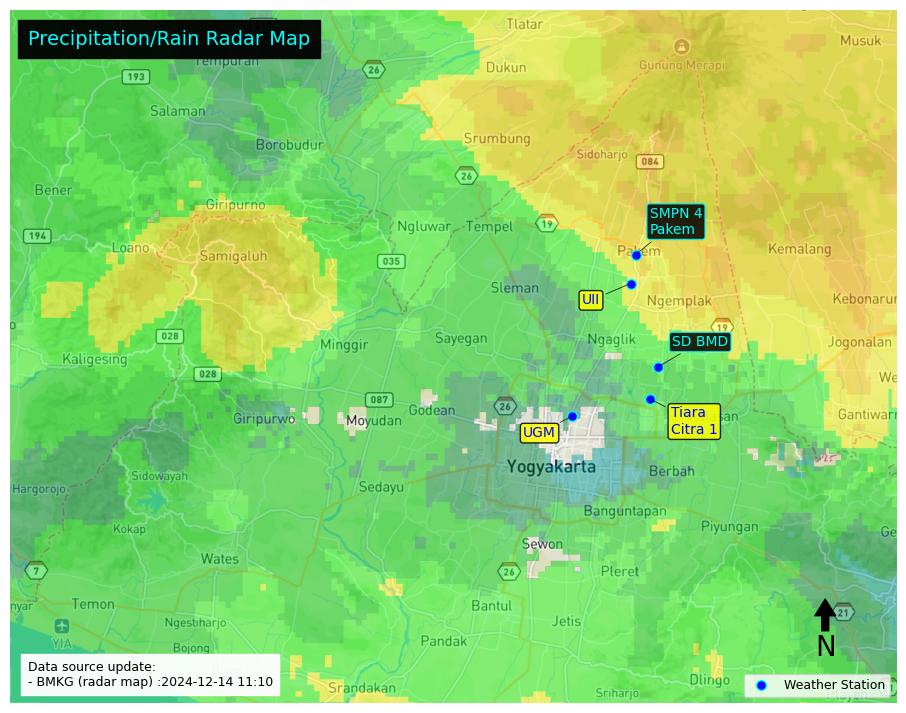 Precipitation/Rain Radar Map
Tlatar
Musuk
Gunung Merapi
Tempuran
26
Dukun
193
Salaman
Borobudur
Srumbung
Sidoharjo
084
26
Bener
Giripurno
SMPN 4
Pakem
194
Ngluwar
Tempel
19
Loano
Samigaluh
035
Pakem
Kemalang
Sleman
UII
Ngemplak
Kebonarun
028
Minggir
Sayegan
Ngaglik
SD BMD
19
Jogonalan
Kaligesing
028
087
Godean
26
Giripurwo
Moyudan
UGM
Tiara
Citra 1
Gantiwarn
Yogyakarta
Berbah
Sidowayah
Hargorojo
Sedayu
Banguntapan
Kokap
Piyungan
Sewon
Wates
7
26
Pleret
Temon
Bantul
21
Ngestiharjo
Jetis
YIA
Bojong
Pandak
N
Data source update:
- BMKG (radar map) :2024-12-14 11:10
Srandakan
Dlingo
Sriharjo
Weather Station